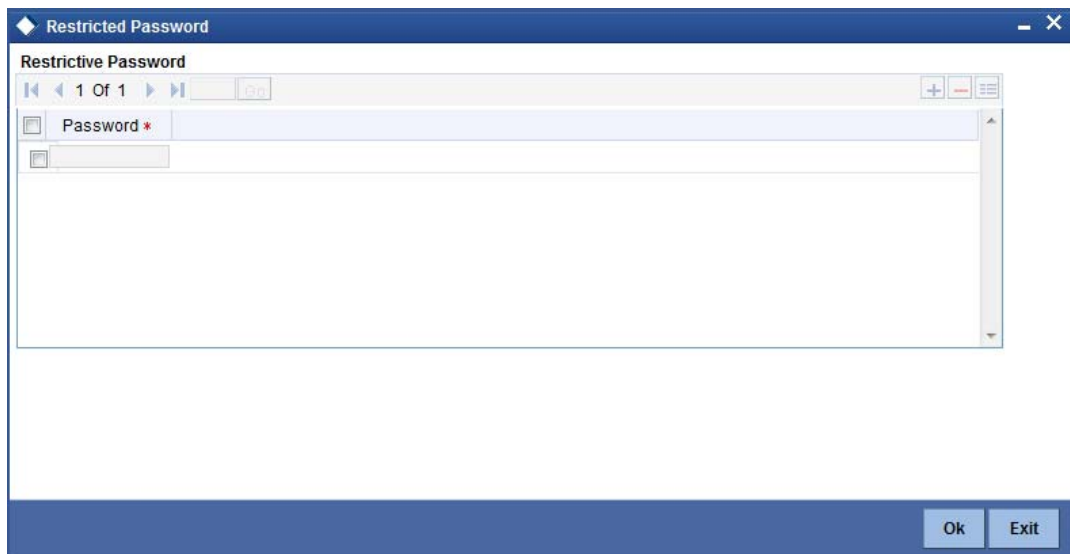 Restricted Password
Restrictive Password
1 Of 1 Go
Password *
Ok Exit